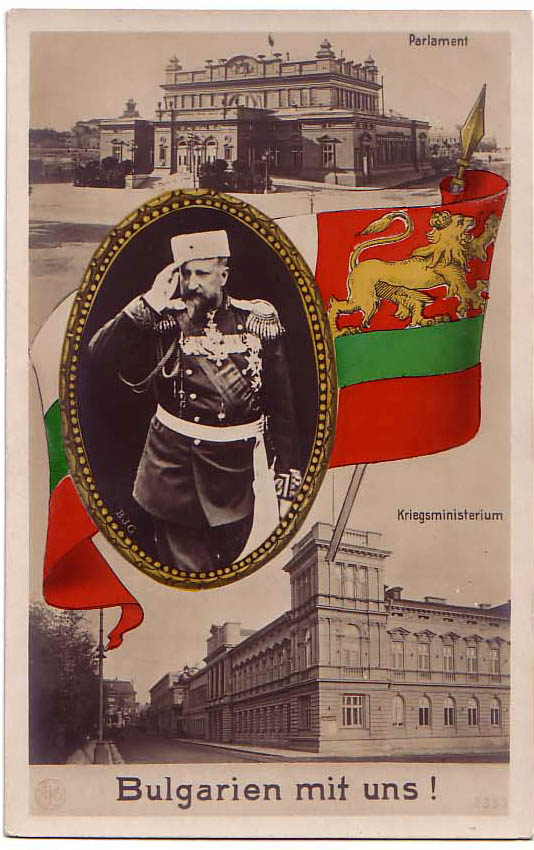 Parlament
B.J.G.
Kriegsministerium
Bulgarien mit uns !